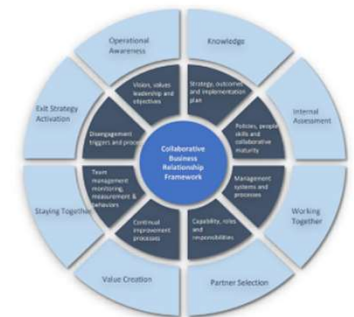 Operational
Awareness
Knowledge
Internal
Assessment
Working
Together
Partner Selection
Value Creation
Staying Together
Exit Strategy
Activation
Vision, values
leadership and
objectives
Strategy, outcomes
and implementation
plan
Policies, people
skills and
collaborative
maturity
Management
systems and
processes
Capability, roles
and
responsibilities
Continual
improvement
processes
Team
management
monitoring,
measurement &
behaviors
Disengagement
triggers and process
Collaborative
Business
Relationship
Framework